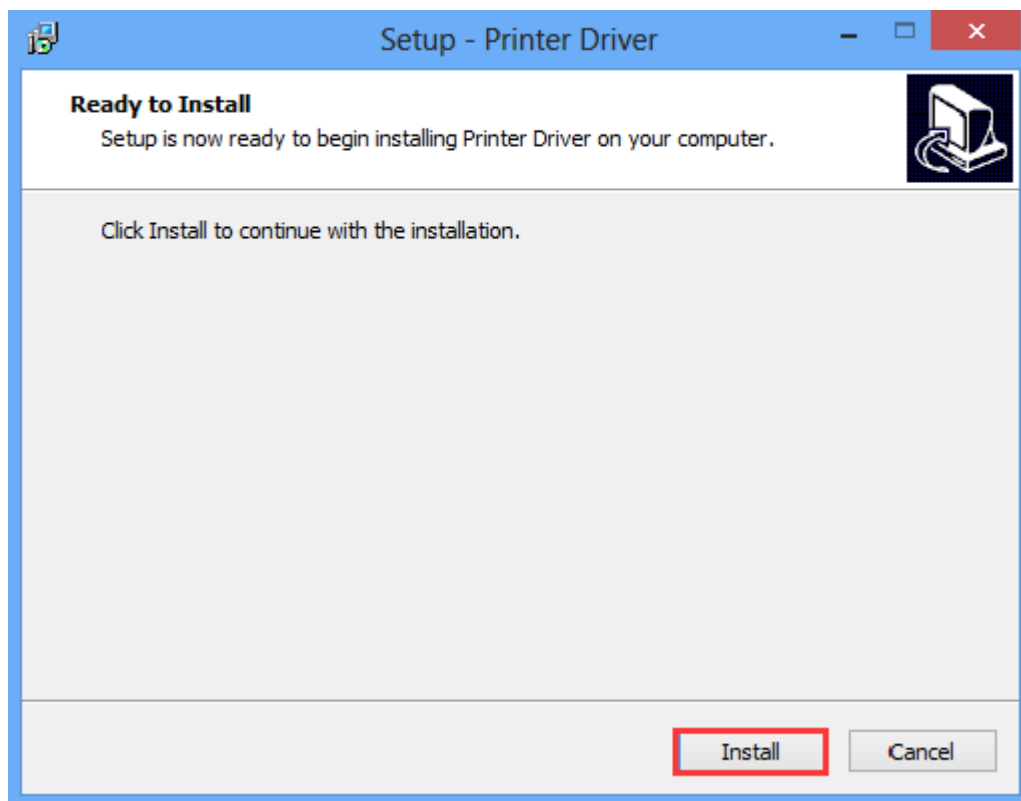 Setup - Printer Driver
Ready to Install
Setup is now ready to begin installing Printer Driver on your computer.
Click Install to continue with the installation.
Install
Cancel